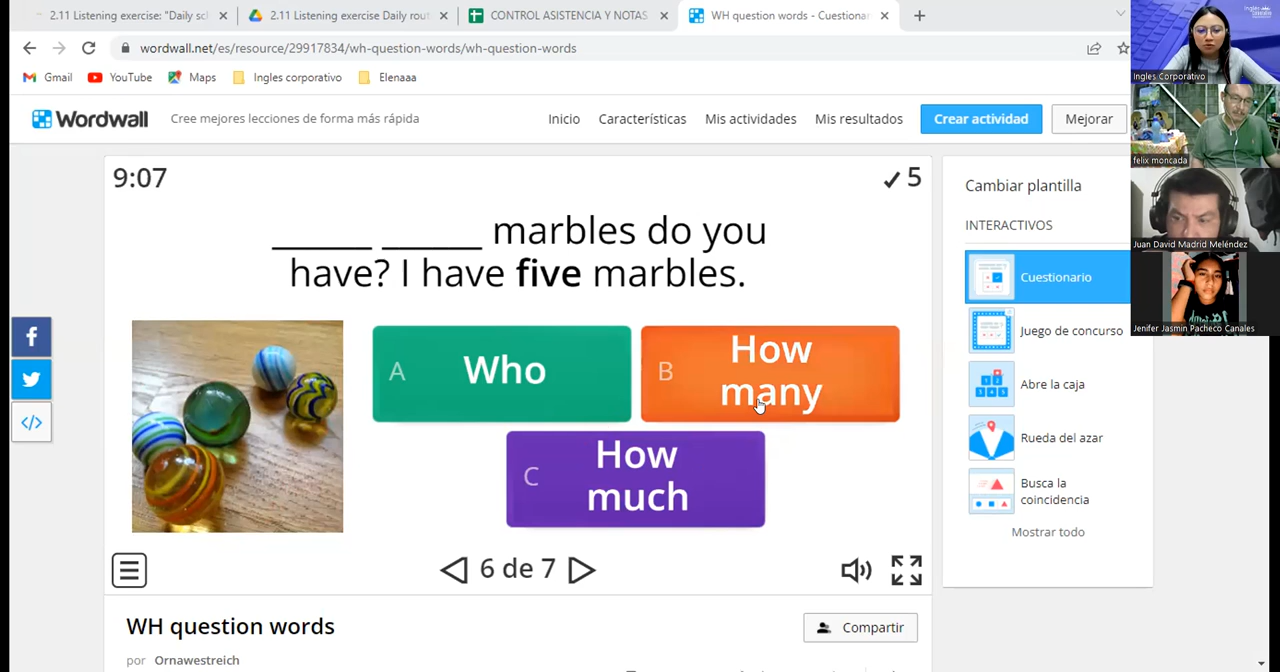 2.11 Listening exercise: "Daily sc
2.11 Listening exercise Daily rout
CONTROL ASISTENCIA Y NOTAS
WH question words - Cuestionar
wordwall.net/es/resource/29917834/wh-question-words/wh-question-words
Gmail
YouTube
Maps
Ingles corporativo
Elenaaa
Wordwall
Cree mejores lecciones de forma más rápida
Inicio
Características
Mis actividades
Mis resultados
Crear actividad
Mejorar
9:07
5
_____ _____ marbles do you
have? I have five marbles.
A
Who
B
How
many
C
How
much
6 de 7
WH question words
por Ornawestreich
Compartir
Cambiar plantilla
INTERACTIVOS
Cuestionario
Juego de concurso
Abre la caja
Rueda del azar
Busca la
coincidencia
Mostrar todo
Ingles Corporativo
felix moncada
Juan David Madrid Meléndez
Jenifer Jasmin Pacheco Canales